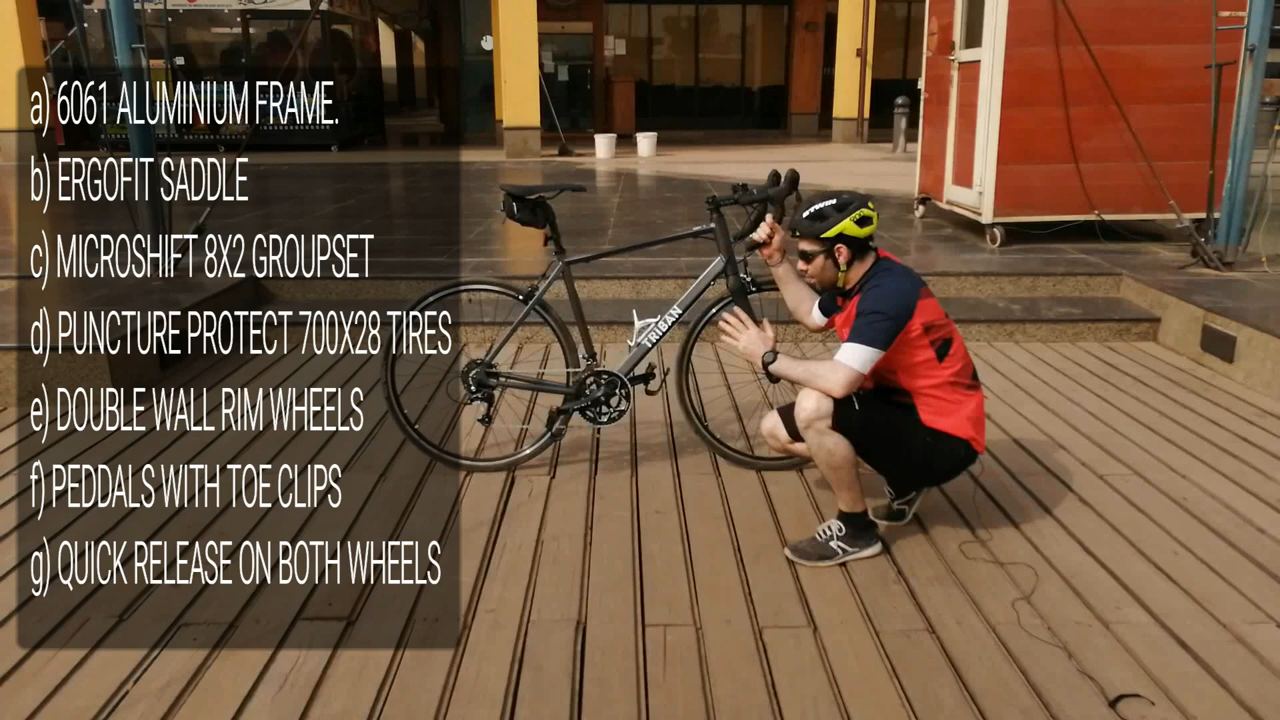 a) 6061 ALUMINIUM FRAME.
b) ERGOFIT SADDLE
c) MICROSHIFT 8X2 GROUPSET
d) PUNCTURE PROTECT 700X28 TIRES
e) DOUBLE WALL RIM WHEELS
f) PEDDALS WITH TOE CLIPS
g) QUICK RELEASE ON BOTH WHEELS
BTWIN
TRIBAN